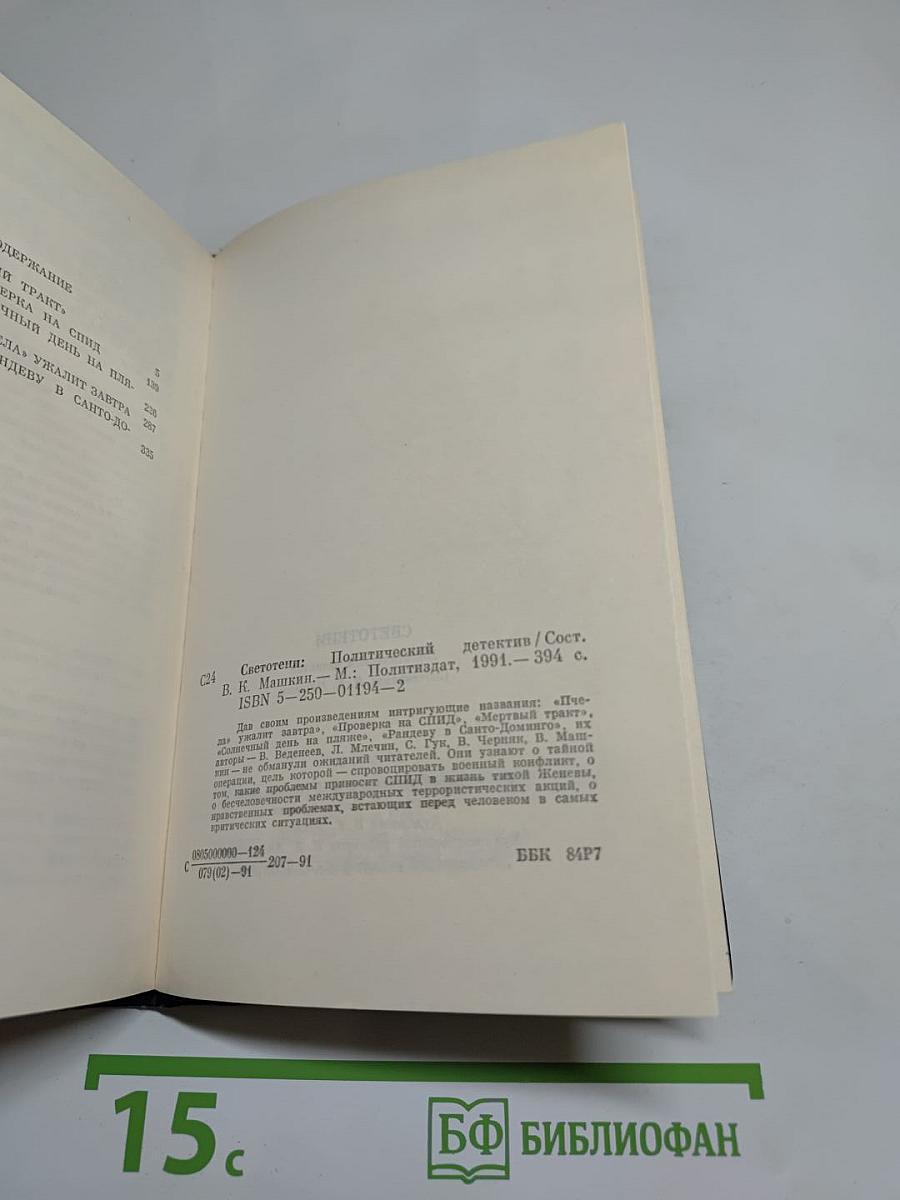 ОДЕРЖАНИЕ
ИЙ ТРАКТ»
ЕРКА НА СПИД
ЧНЫЙ ДЕНЬ НА ПЛЯ-
ЕЛА» УЖАЛИТ ЗАВТРА
НДЕВУ В САНТО-ДО-
5
139
236
287
335
СВЕТОТЕНИ
С24 Светотени: Политический детектив / Сост.
В. К. Машкин.— М.: Политиздат, 1991.— 394 с.
ISBN 5—250—01194—2
Дав своим произведениям интригующие названия: «Пче-
ла» ужалит завтра», «Проверка на СПИД», «Мертвый тракт»,
«Солнечный день на пляже», «Рандеву в Санто-Доминго», их
авторы — В. Веденеев, Л. Млечин, С. Гук, В. Черняк, В. Маш-
кин — не обманули ожиданий читателей. Они узнают о тайной
операции, цель которой — спровоцировать военный конфликт, о
том, какие проблемы приносит СПИД в жизнь тихой Женевы,
о бесчеловечности международных террористических акций, о
нравственных проблемах, встающих перед человеком в самых
критических ситуациях.
С 0805000000—124
079(02)—91 207—91 ББК 84Р7
15 с БФ БИБЛИОФАН